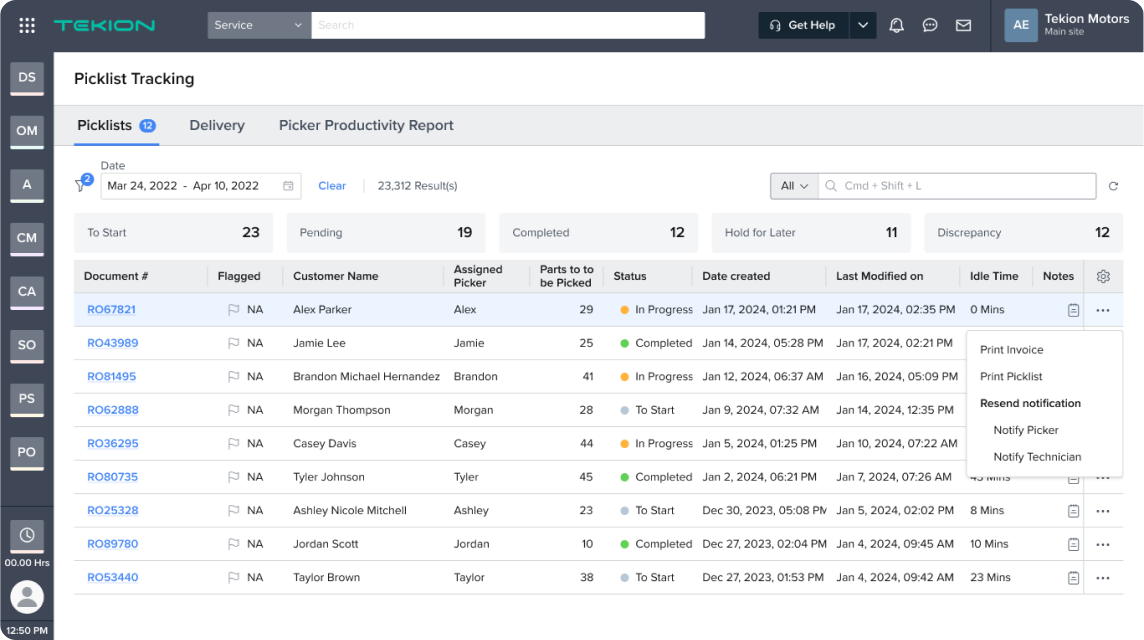 TEKION Service Search Get Help AE Tekion Motors
Main site
DS
OM
A
CM
CA
SO
PS
PO
00.00 Hrs
12:50 PM
Picklist Tracking
Picklists 12 Delivery Picker Productivity Report
Date
2 Mar 24, 2022 - Apr 10, 2022 Clear 23,312 Result(s) All Cmd + Shift + L
To Start 23 Pending 19 Completed 12 Hold for Later 11 Discrepancy 12
Document # Flagged Customer Name Assigned Picker Parts to to be Picked Status Date created Last Modified on Idle Time Notes
RO67821 NA Alex Parker Alex 29 In Progress Jan 17, 2024, 01:21 PM Jan 17, 2024, 02:35 PM 0 Mins
RO43989 NA Jamie Lee Jamie 25 Completed Jan 14, 2024, 05:28 PM Jan 17, 2024, 02:21 PM
RO81495 NA Brandon Michael Hernandez Brandon 41 In Progress Jan 12, 2024, 06:37 AM Jan 16, 2024, 05:09 PM
RO62888 NA Morgan Thompson Morgan 28 To Start Jan 9, 2024, 07:32 AM Jan 14, 2024, 12:35 PM
RO36295 NA Casey Davis Casey 44 In Progress Jan 5, 2024, 01:25 PM Jan 10, 2024, 07:22 AM
RO80735 NA Tyler Johnson Tyler 45 Completed Jan 2, 2024, 06:21 PM Jan 7, 2024, 07:26 AM Mins
RO25328 NA Ashley Nicole Mitchell Ashley 23 To Start Dec 30, 2023, 05:08 PM Jan 5, 2024, 02:02 PM 8 Mins
RO89780 NA Jordan Scott Jordan 10 Completed Dec 27, 2023, 02:04 PM Jan 4, 2024, 09:45 AM 10 Mins
RO53440 NA Taylor Brown Taylor 38 To Start Dec 27, 2023, 01:53 PM Jan 4, 2024, 09:42 AM 23 Mins
Print Invoice
Print Picklist
Resend notification
Notify Picker
Notify Technician